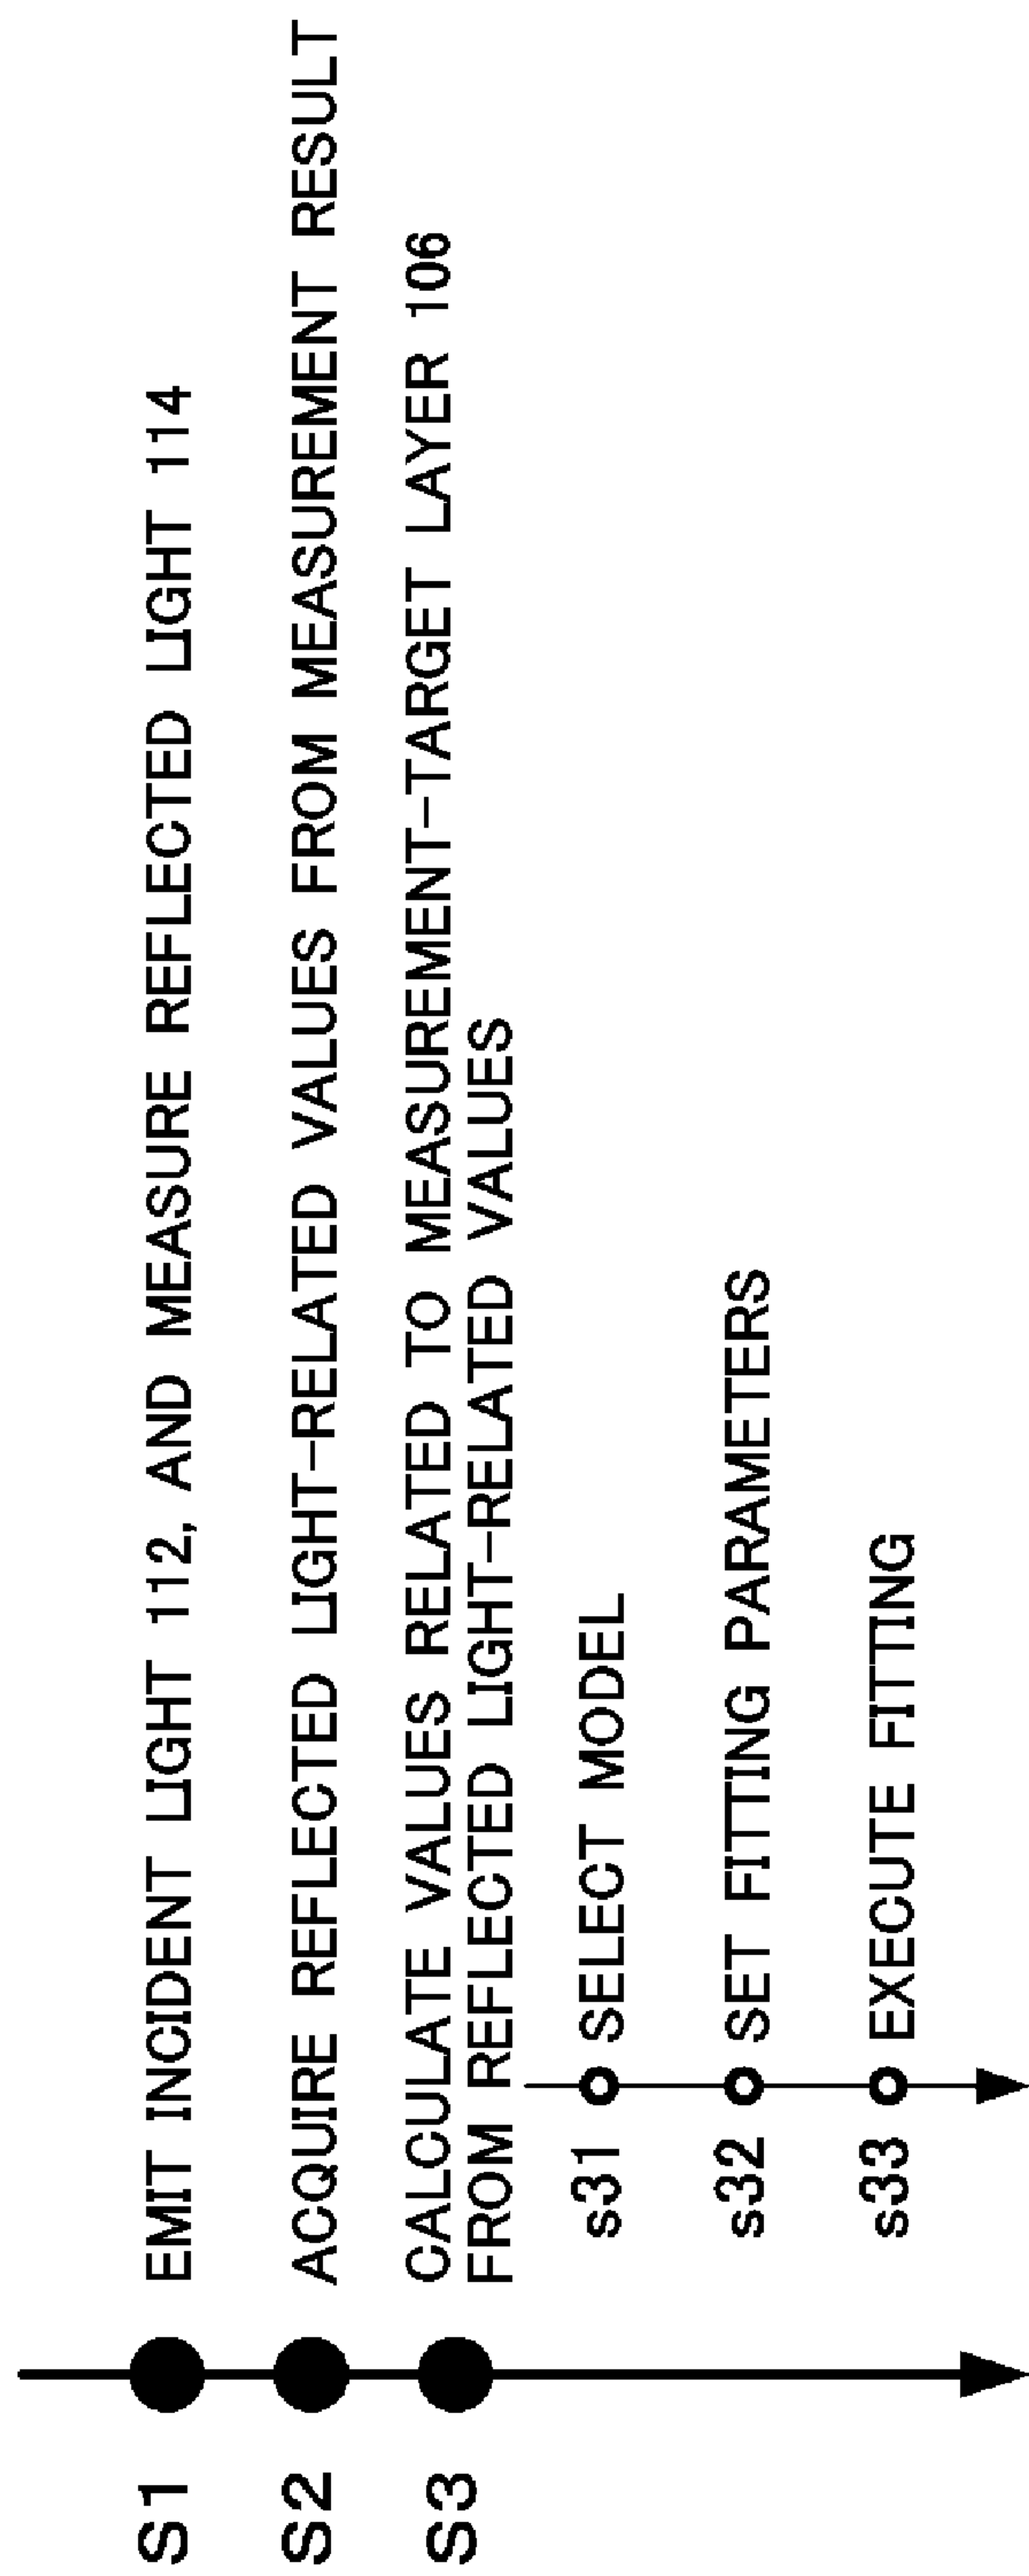 S1 EMIT INCIDENT LIGHT 112, AND MEASURE REFLECTED LIGHT 114
S2 ACQUIRE REFLECTED LIGHT-RELATED VALUES FROM MEASUREMENT RESULT
S3 CALCULATE VALUES RELATED TO MEASUREMENT-TARGET LAYER 106
FROM REFLECTED LIGHT-RELATED VALUES
s31 SELECT MODEL
s32 SET FITTING PARAMETERS
s33 EXECUTE FITTING